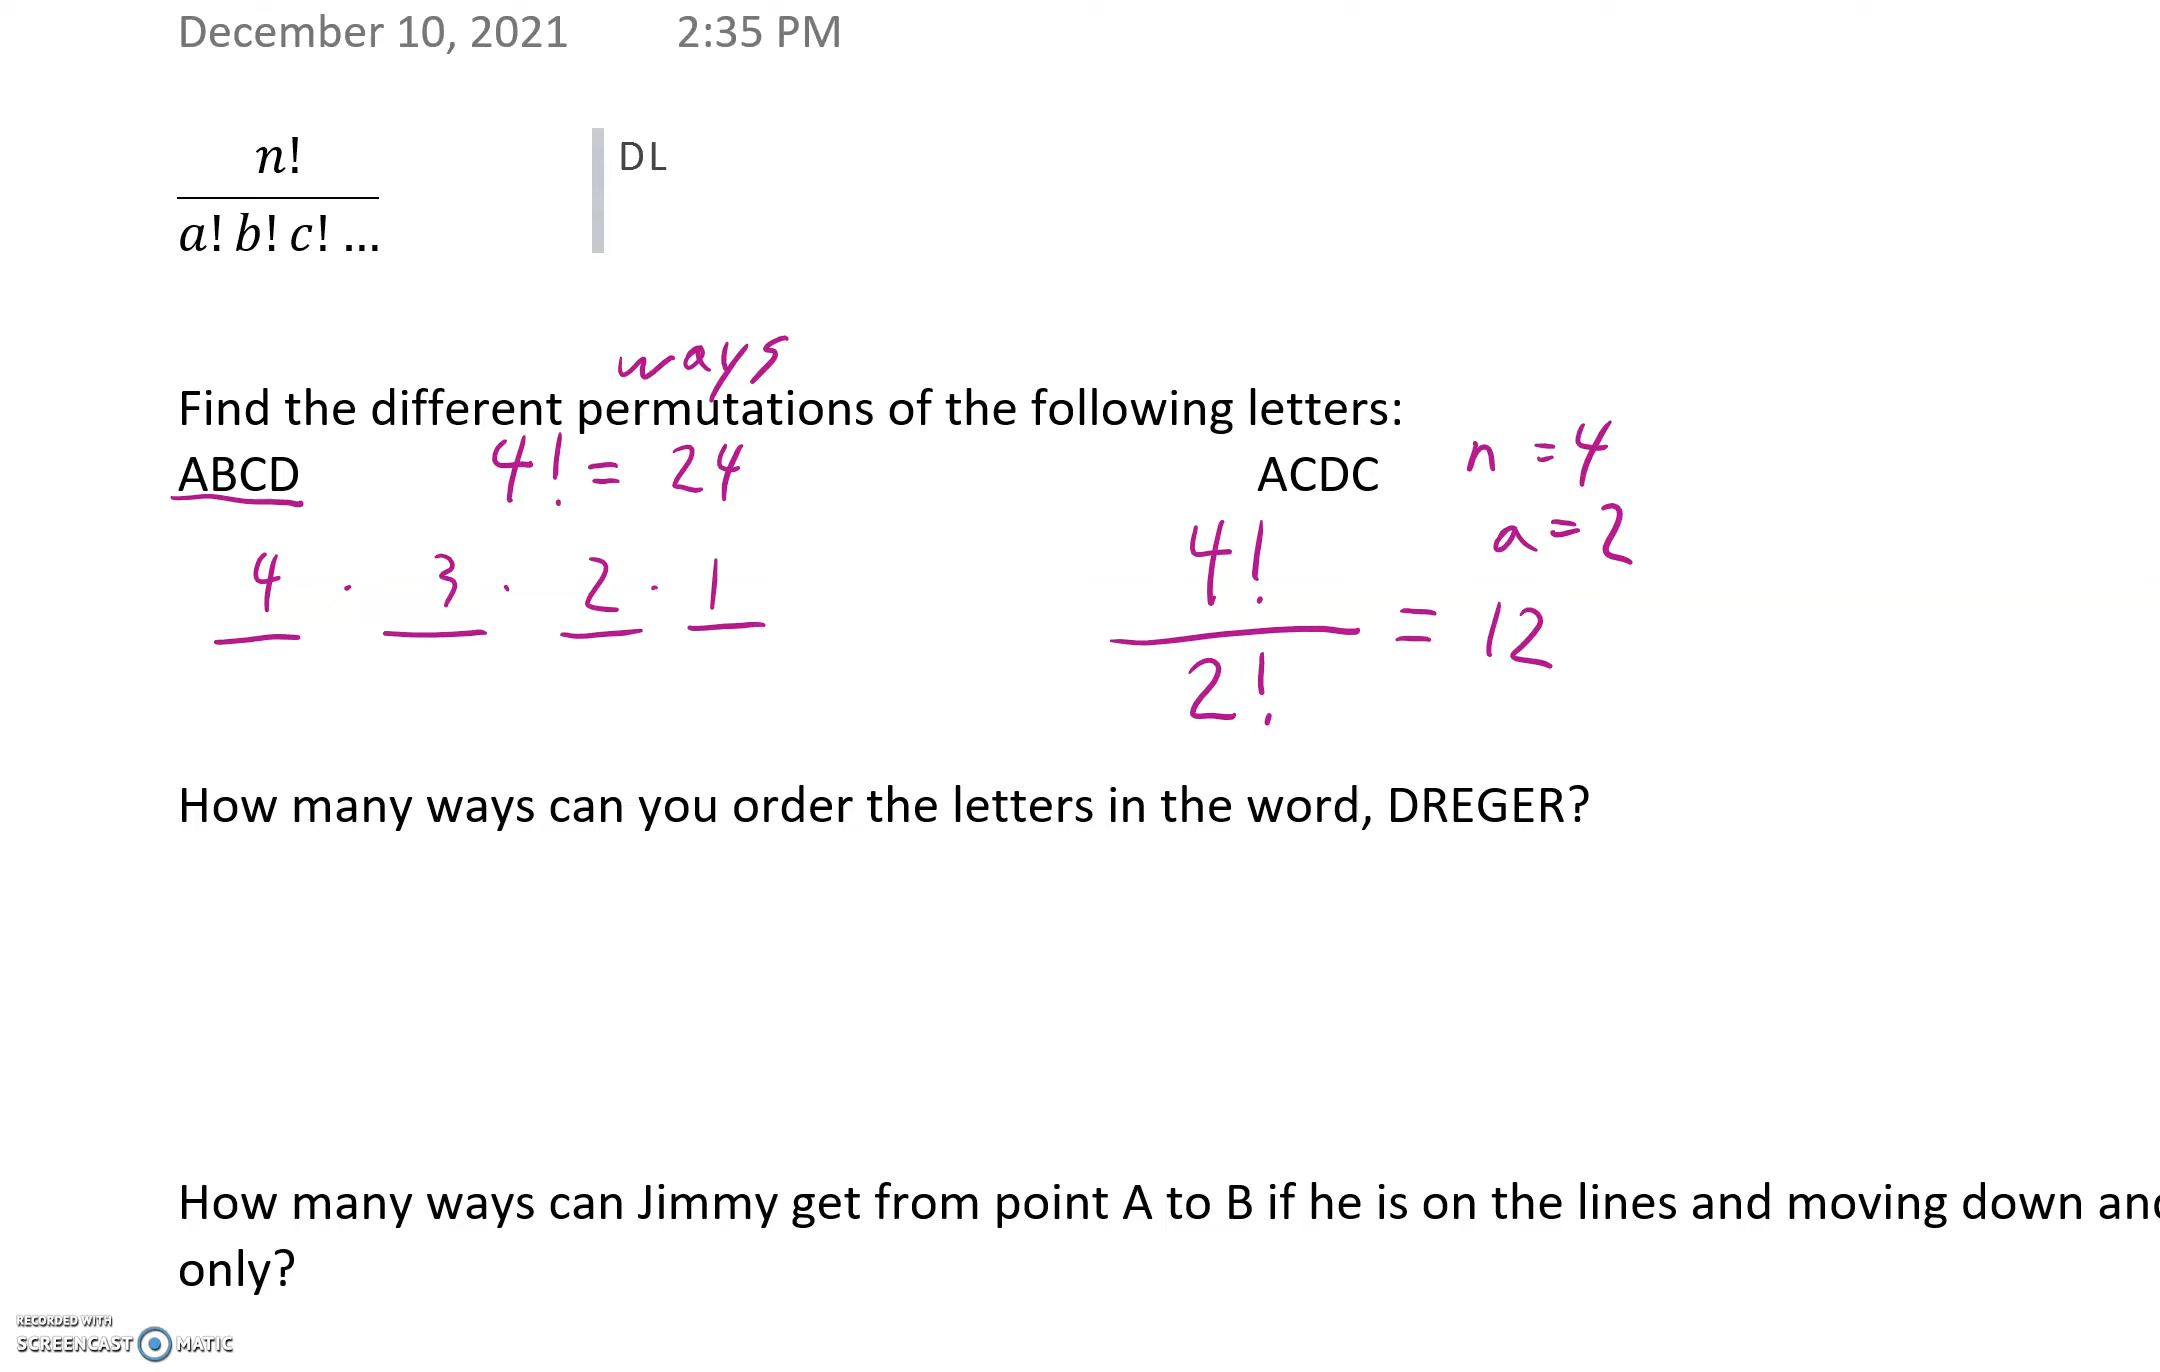 December 10, 2021 2:35 PM
n!
a! b! c! ...
DL
ways
Find the different permutations of the following letters:
ABCD 4! = 24
4 · 3 · 2 · 1
ACDC n = 4
a = 2
4!
2!
= 12
How many ways can you order the letters in the word, DREGER?
How many ways can Jimmy get from point A to B if he is on the lines and moving down
only?
RECORDED WITH
SCREENCAST MATIC